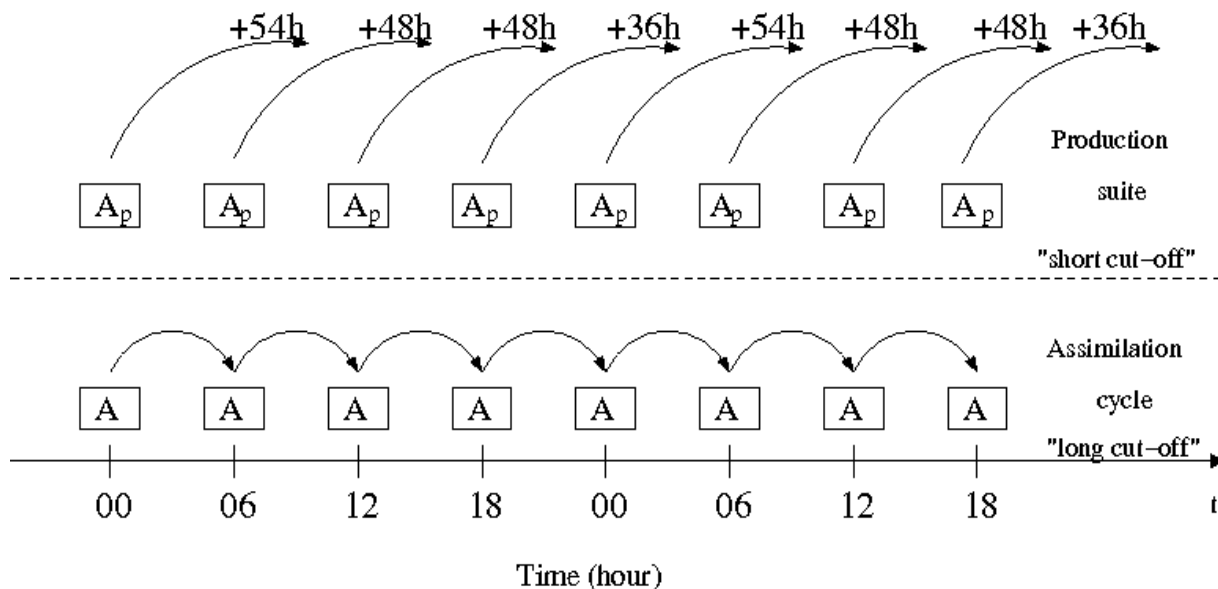 +54h +48h +48h +36h +54h +48h +48h +36h
Production
suite
Ap Ap Ap Ap Ap Ap Ap Ap
"short cut−off"
Assimilation
cycle
A A A A A A A A
"long cut−off"
00 06 12 18 00 06 12 18 t
Time (hour)